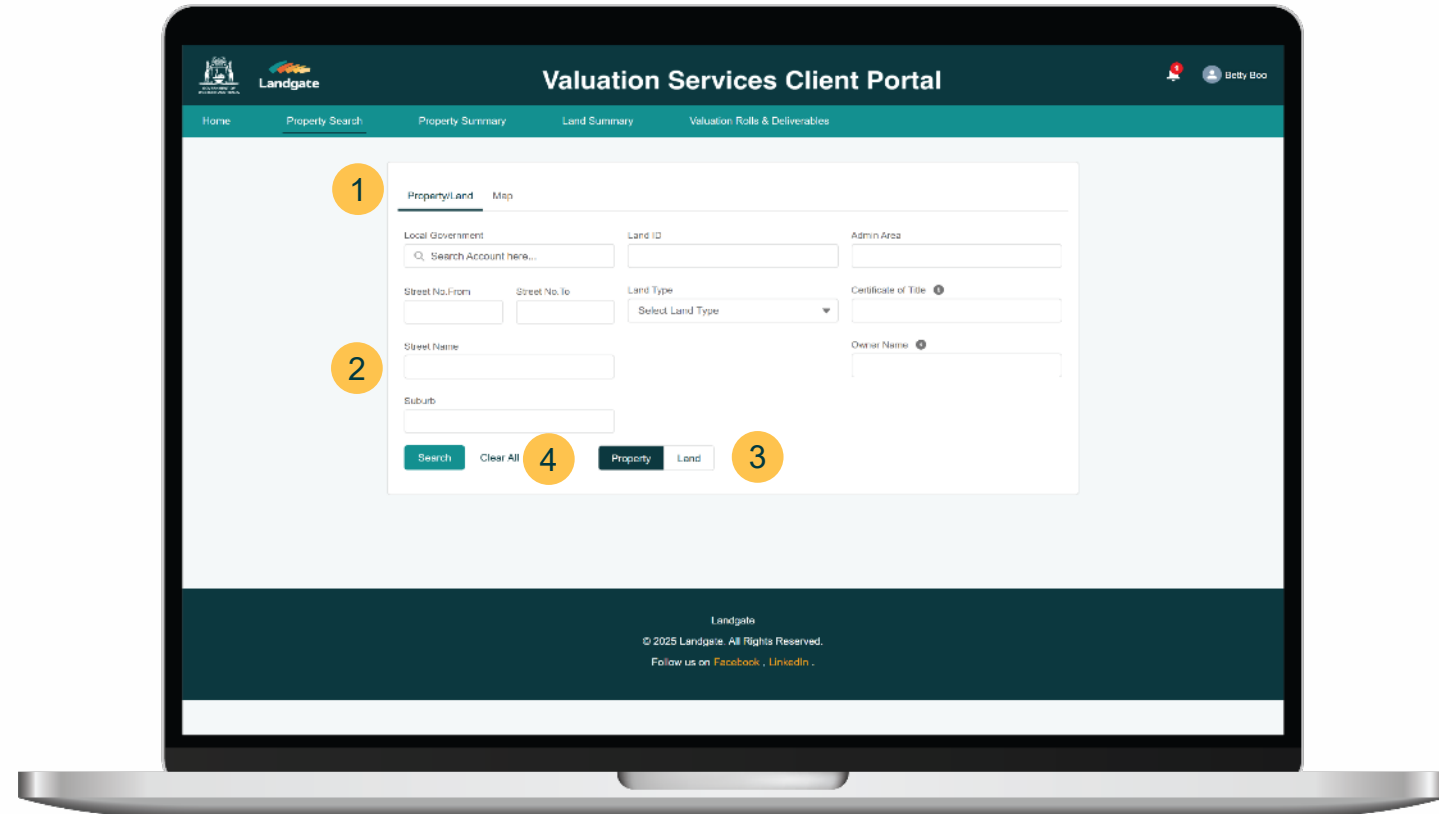 Landgate
Valuation Services Client Portal
1
Betty Boo
Home Property Search Property Summary Land Summary Valuation Rolls & Deliverables
1
Property/Land Map
Local Government Land ID Admin Area
Search Account here...
Street No.From Street No.To Land Type Certificate of Title
Select Land Type
Street Name Owner Name
2
Suburb
Search Clear All 4 Property Land 3
Landgate
© 2025 Landgate. All Rights Reserved.
Follow us on Facebook , LinkedIn .